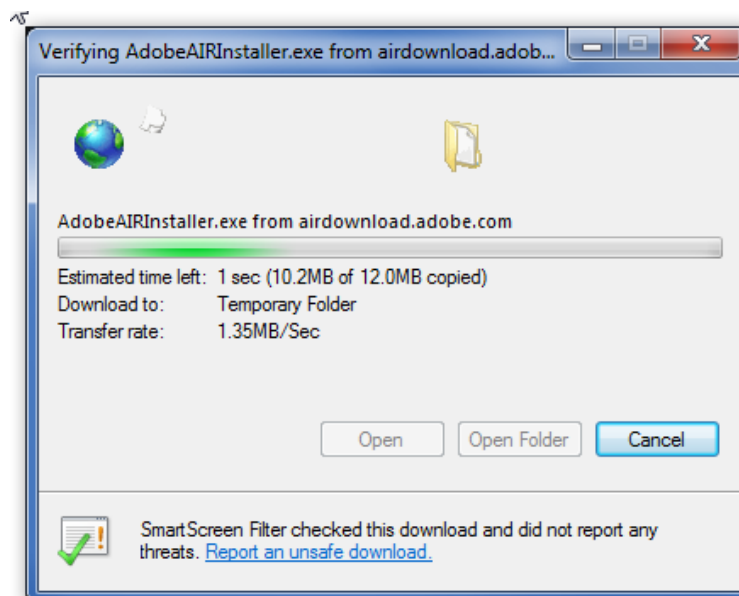 Verifying AdobeAIRInstaller.exe from airdownload.adob...
AdobeAIRInstaller.exe from airdownload.adobe.com
Estimated time left: 1 sec (10.2MB of 12.0MB copied)
Download to: Temporary Folder
Transfer rate: 1.35MB/Sec
Open Open Folder Cancel
SmartScreen Filter checked this download and did not report any
threats. Report an unsafe download.